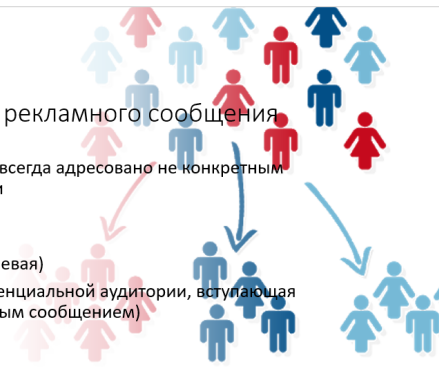 рекламного сообщения
всегда адресовано не конкретным
и
евая)
енциальной аудитории, вступающая
ым сообщением)